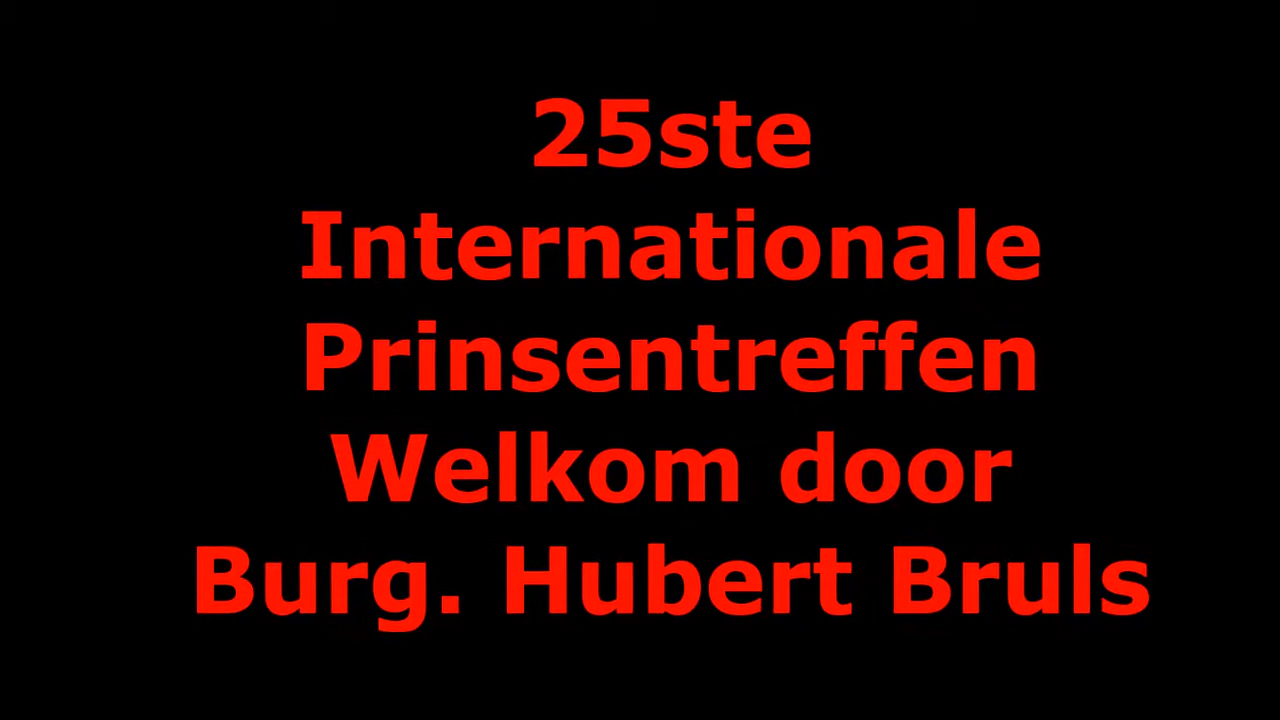 25ste
Internationale
Prinsentreffen
Welkom door
Burg. Hubert Bruls